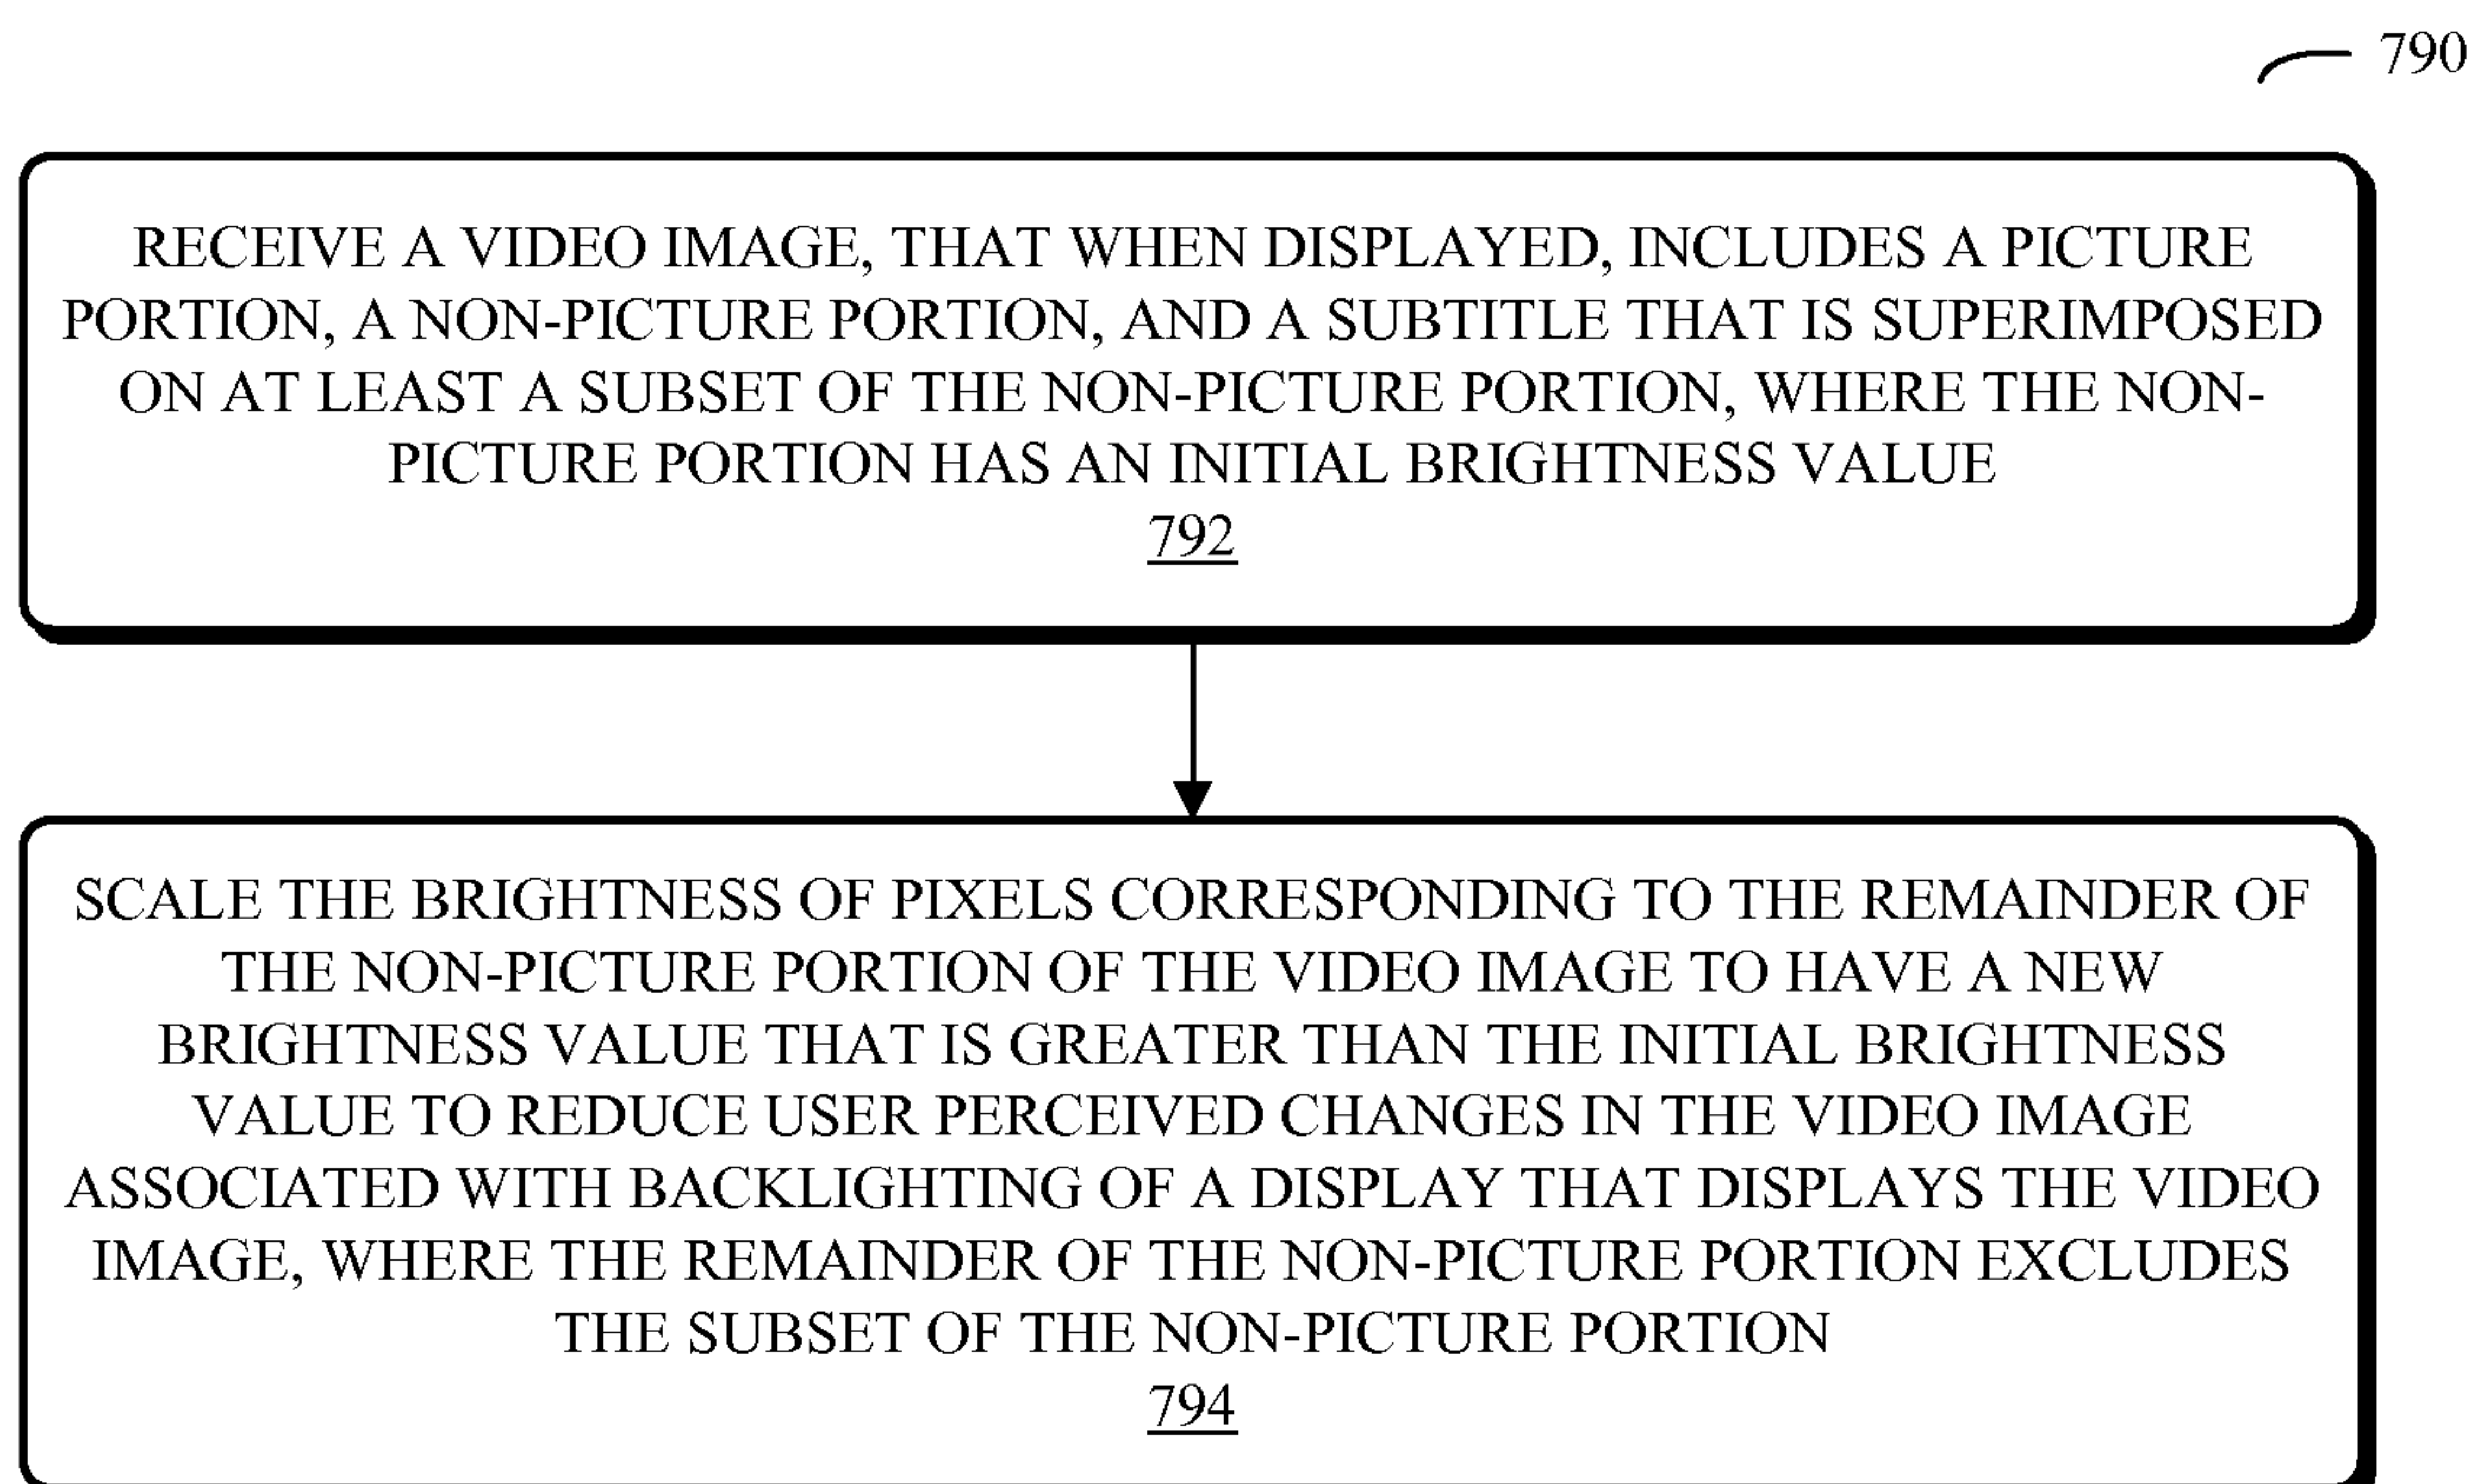 790
RECEIVE A VIDEO IMAGE, THAT WHEN DISPLAYED, INCLUDES A PICTURE
PORTION, A NON-PICTURE PORTION, AND A SUBTITLE THAT IS SUPERIMPOSED
ON AT LEAST A SUBSET OF THE NON-PICTURE PORTION, WHERE THE NON-
PICTURE PORTION HAS AN INITIAL BRIGHTNESS VALUE
792
SCALE THE BRIGHTNESS OF PIXELS CORRESPONDING TO THE REMAINDER OF
THE NON-PICTURE PORTION OF THE VIDEO IMAGE TO HAVE A NEW
BRIGHTNESS VALUE THAT IS GREATER THAN THE INITIAL BRIGHTNESS
VALUE TO REDUCE USER PERCEIVED CHANGES IN THE VIDEO IMAGE
ASSOCIATED WITH BACKLIGHTING OF A DISPLAY THAT DISPLAYS THE VIDEO
IMAGE, WHERE THE REMAINDER OF THE NON-PICTURE PORTION EXCLUDES
THE SUBSET OF THE NON-PICTURE PORTION
794